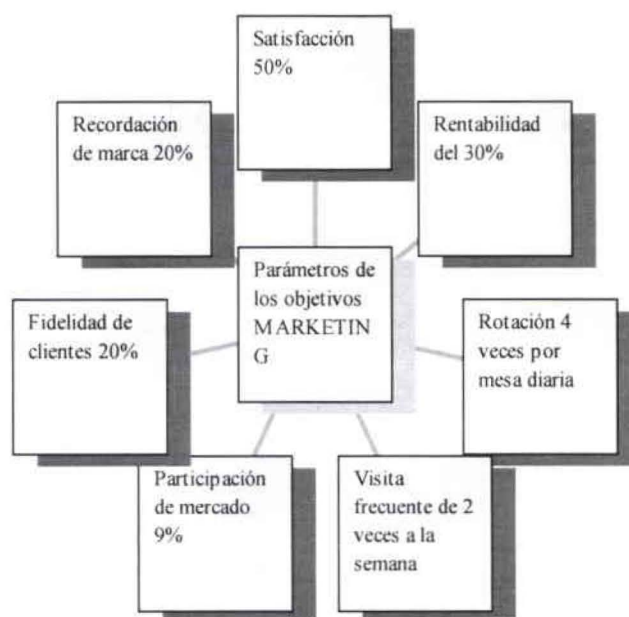 Satisfacción
50%
Recordación
de marca 20%
Rentabilidad
del 30%
Parámetros de
los objetivos
MARKETIN
G
Fidelidad de
clientes 20%
Rotación 4
veces por
mesa diaria
Participación
de mercado
9%
Visita
frecuente de 2
veces a la
semana